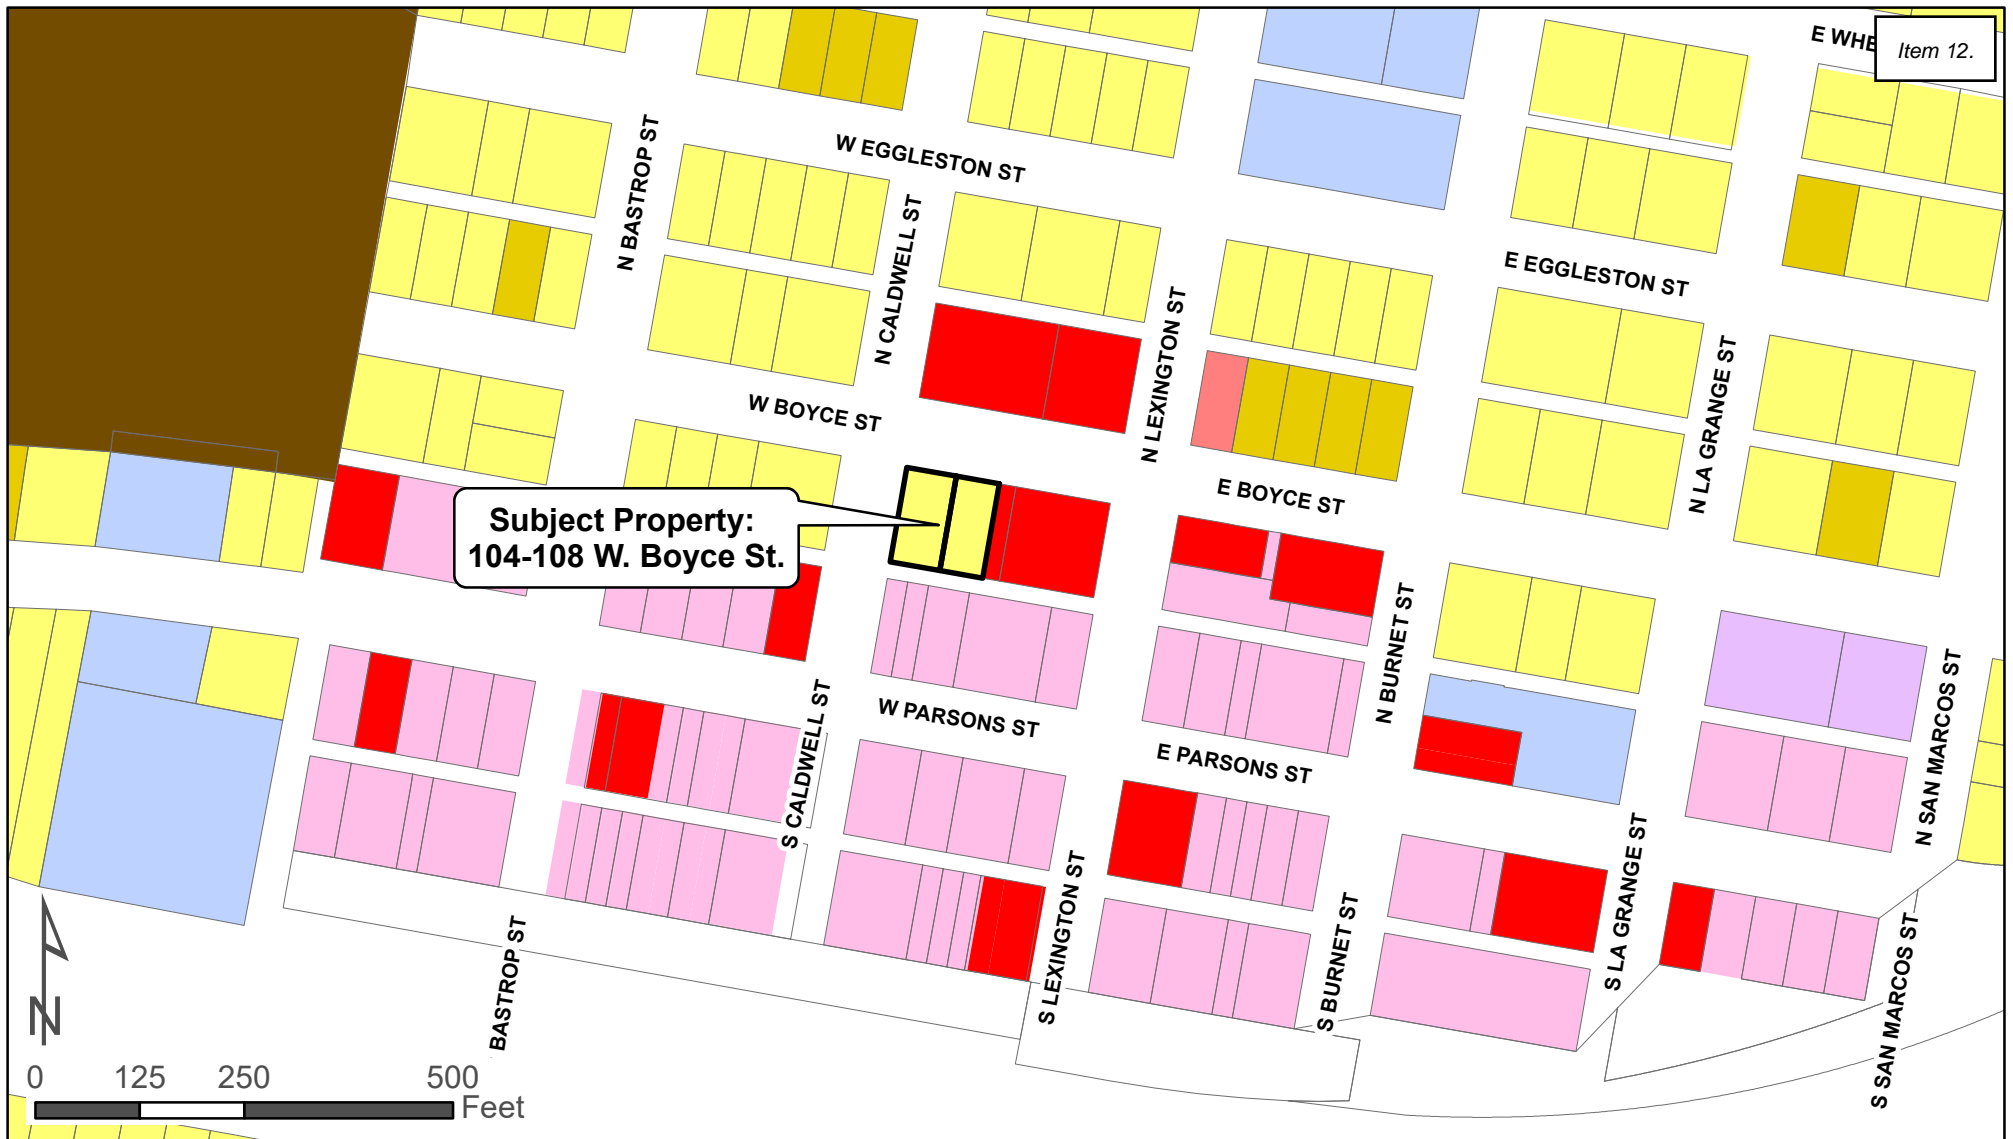 E WHE
Item 12.
N BASTROP ST
W EGGLESTON ST
N CALDWELL ST
E EGGLESTON ST
N LEXINGTON ST
N LA GRANGE ST
W BOYCE ST
E BOYCE ST
Subject Property:
104-108 W. Boyce St.
N BURNET ST
N SAN MARCOS ST
S CALDWELL ST
W PARSONS ST
E PARSONS ST
S LEXINGTON ST
S LA GRANGE ST
S BURNET ST
BASTROP ST
S SAN MARCOS ST
N
0 125 250 500
Feet